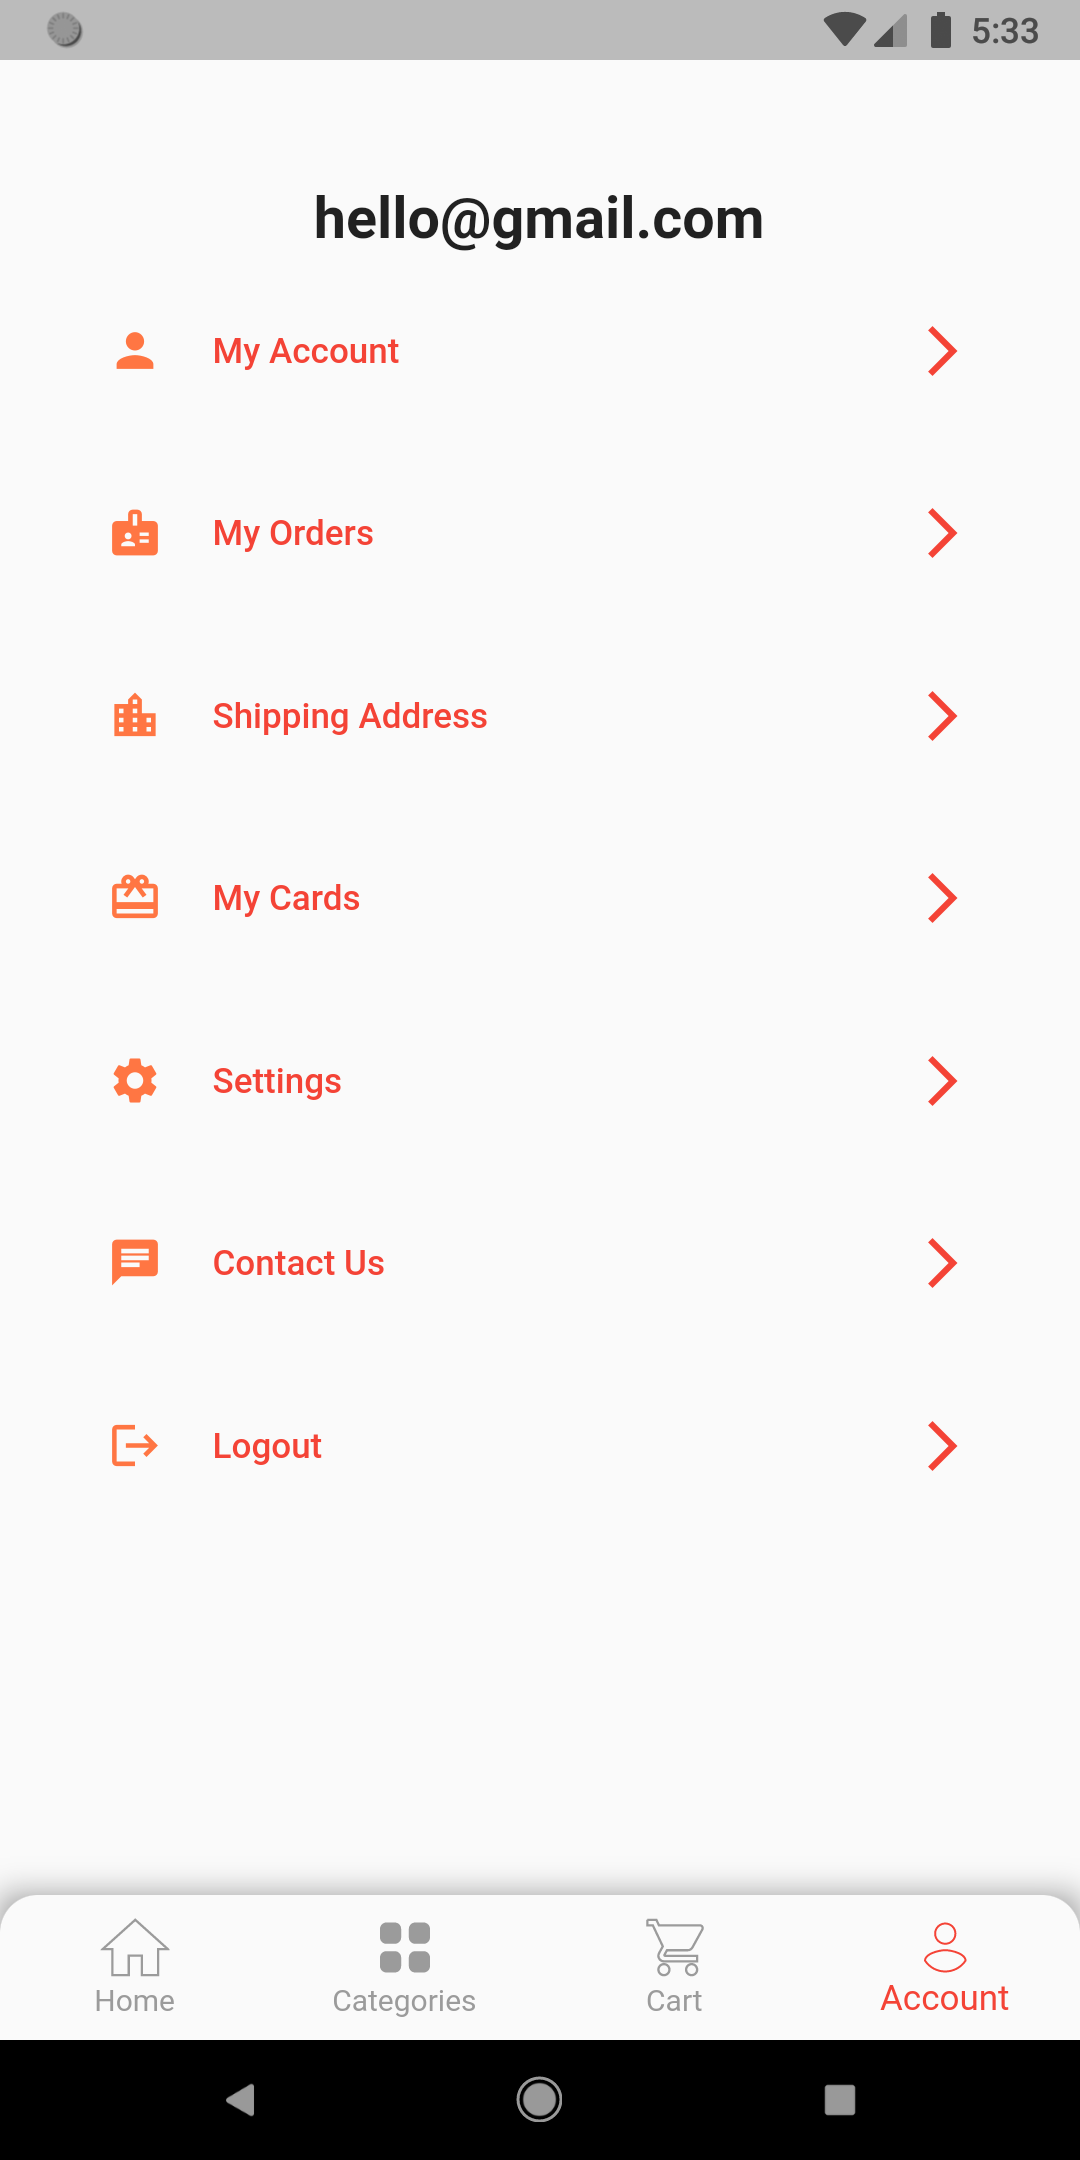 5:33
hello@gmail.com
My Account
My Orders
Shipping Address
My Cards
Settings
Contact Us
Logout
Home
Categories
Cart
Account